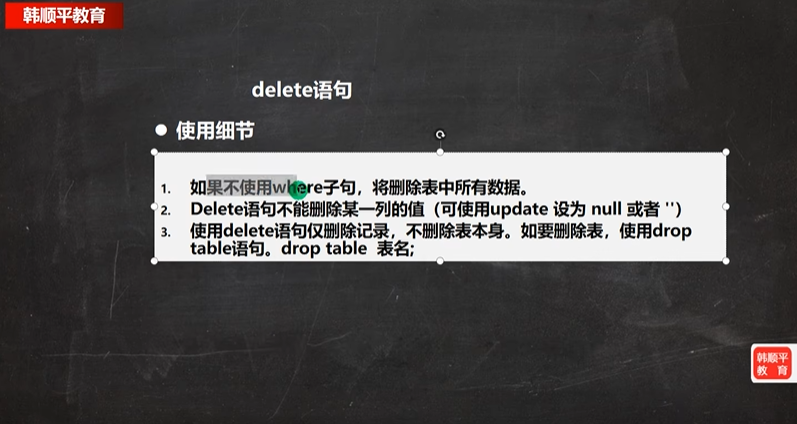 韩顺平教育
delete语句
● 使用细节
1. 如果不使用where子句，将删除表中所有数据。
2. Delete语句不能删除某一列的值（可使用update 设为 null 或者 ''）
3. 使用delete语句仅删除记录，不删除表本身。如要删除表，使用drop
table语句。drop table 表名;
韩顺平
教 育